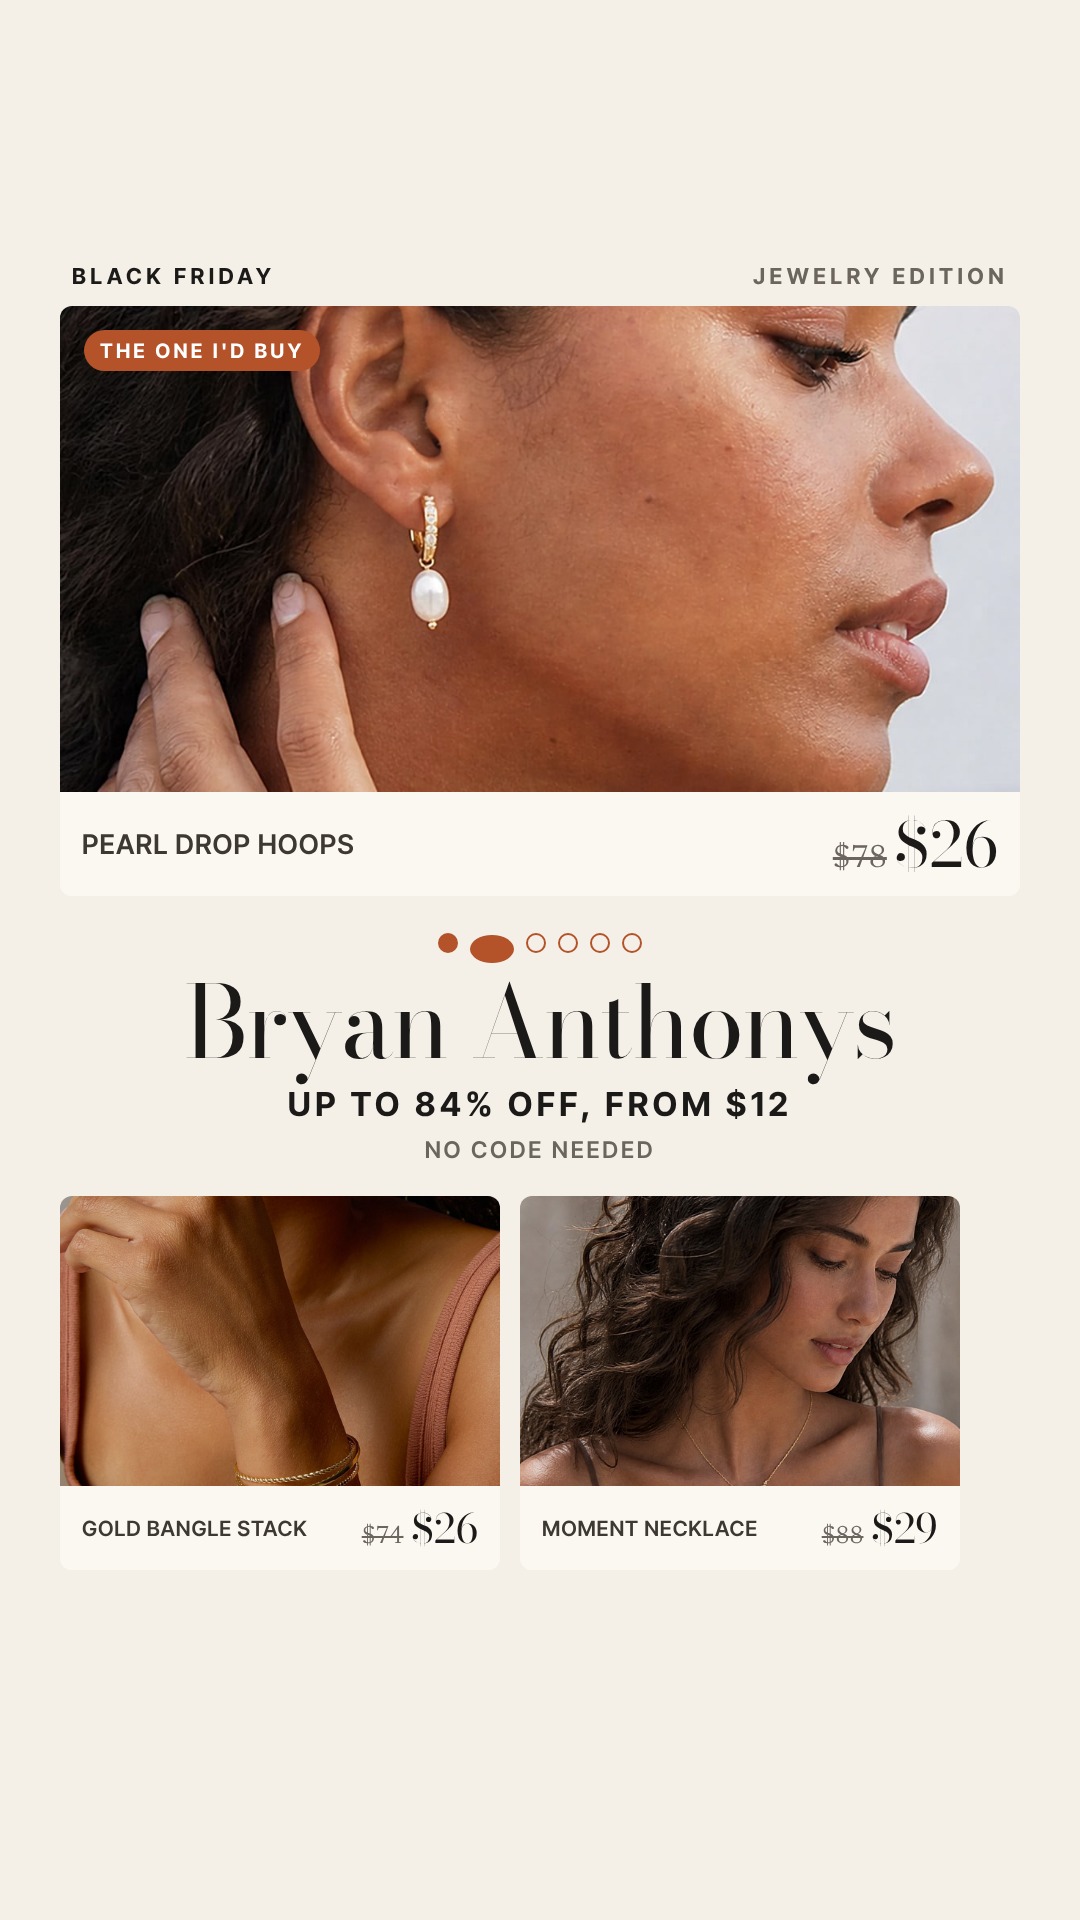 BLACK FRIDAY
JEWELRY EDITION
THE ONE I'D BUY
PEARL DROP HOOPS
$78 $26
Bryan Anthonys
UP TO 84% OFF, FROM $12
NO CODE NEEDED
GOLD BANGLE STACK $74 $26
MOMENT NECKLACE $88 $29